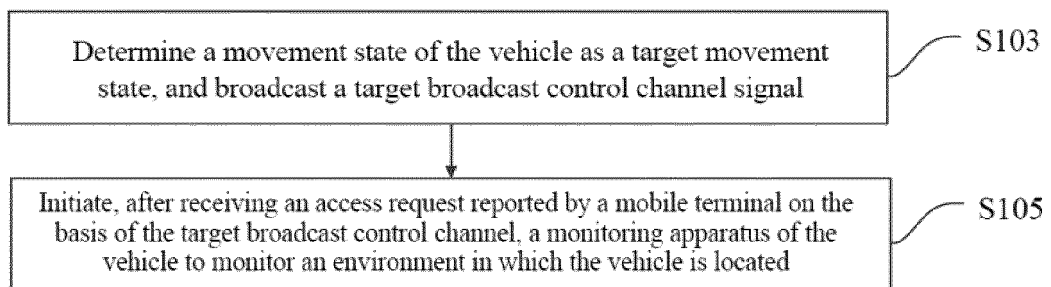 Determine a movement state of the vehicle as a target movement
state, and broadcast a target broadcast control channel signal
S103
Initiate, after receiving an access request reported by a mobile terminal on the
basis of the target broadcast control channel, a monitoring apparatus of the
vehicle to monitor an environment in which the vehicle is located
S105